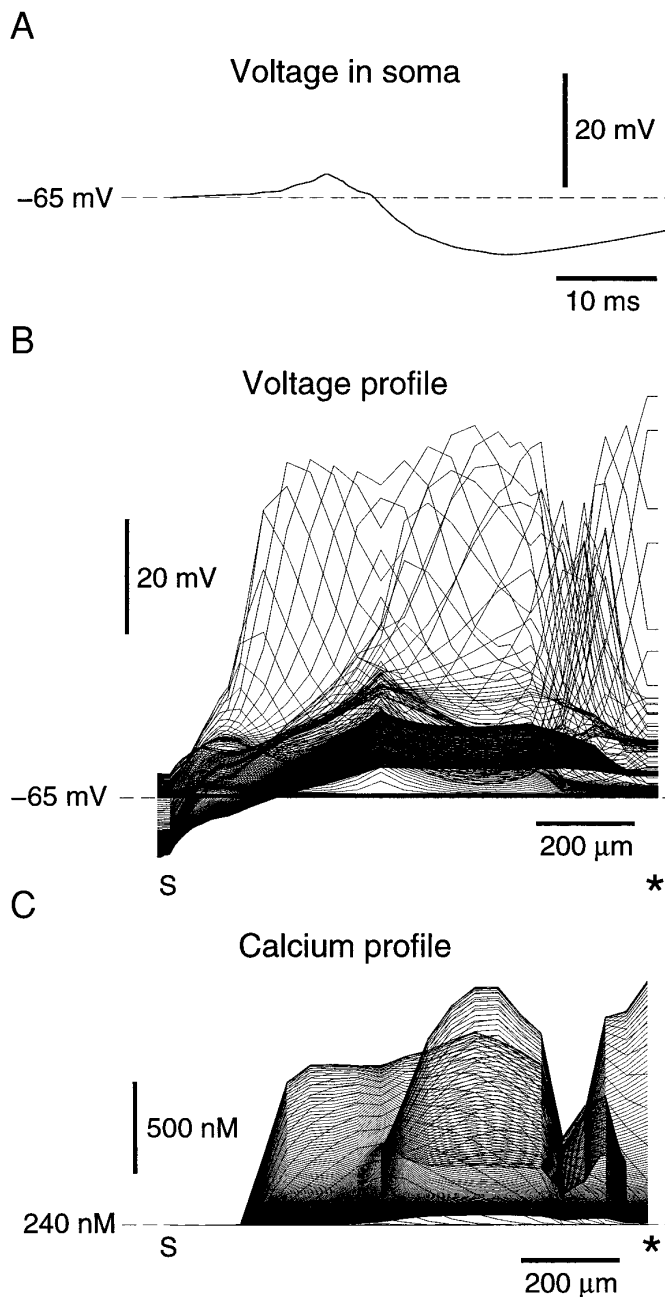 A
Voltage in soma
20 mV
–65 mV
10 ms
B
Voltage profile
20 mV
–65 mV
200 μm
S
*
C
Calcium profile
500 nM
240 nM
S
*
200 μm